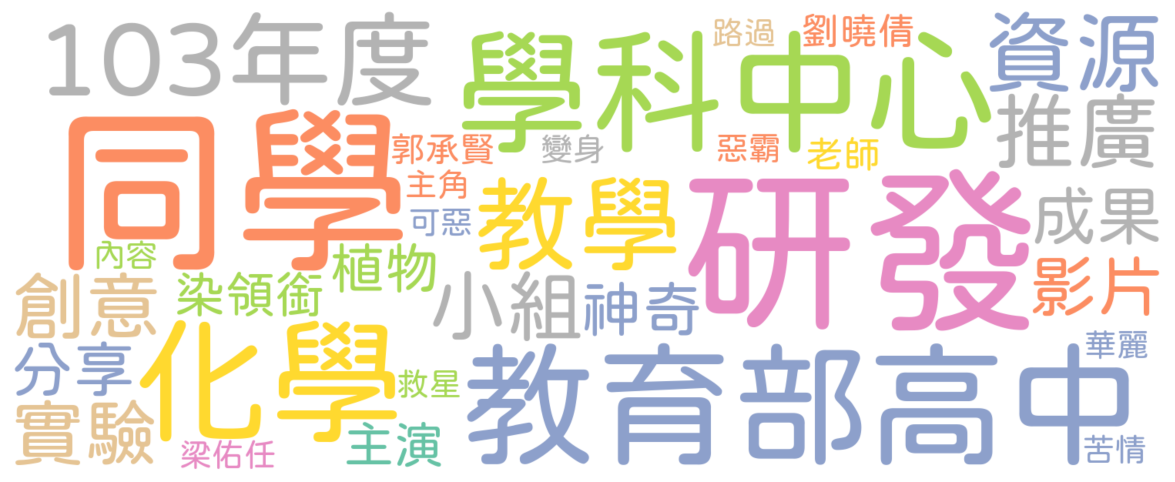 103年度
學科中心
路過
劉曉倩
資源
推廣
同學
郭承賢
變身
惡霸
老師
主角
可惡
教學
研發
成果
內容
植物
創意
染領銜
小組
神奇
影片
化學
分享
救星
教育部高中
華麗
實驗
梁佑任
主演
苦情